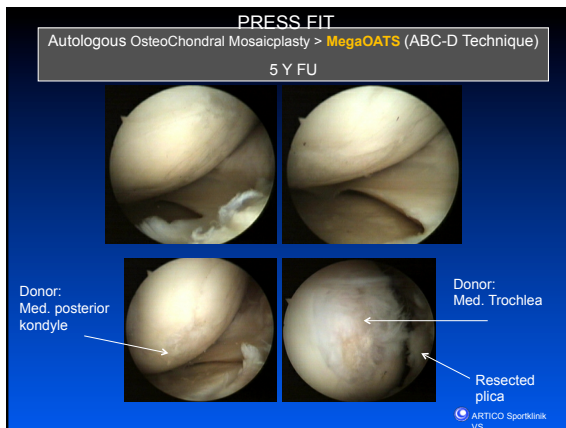 PRESS FIT
Autologous OsteoChondral Mosaicplasty > MegaOATS (ABC-D Technique)
5 Y FU
Donor:
Med. posterior
kondyle
Donor:
Med. Trochlea
Resected
plica
ARTICO Sportklinik
VS